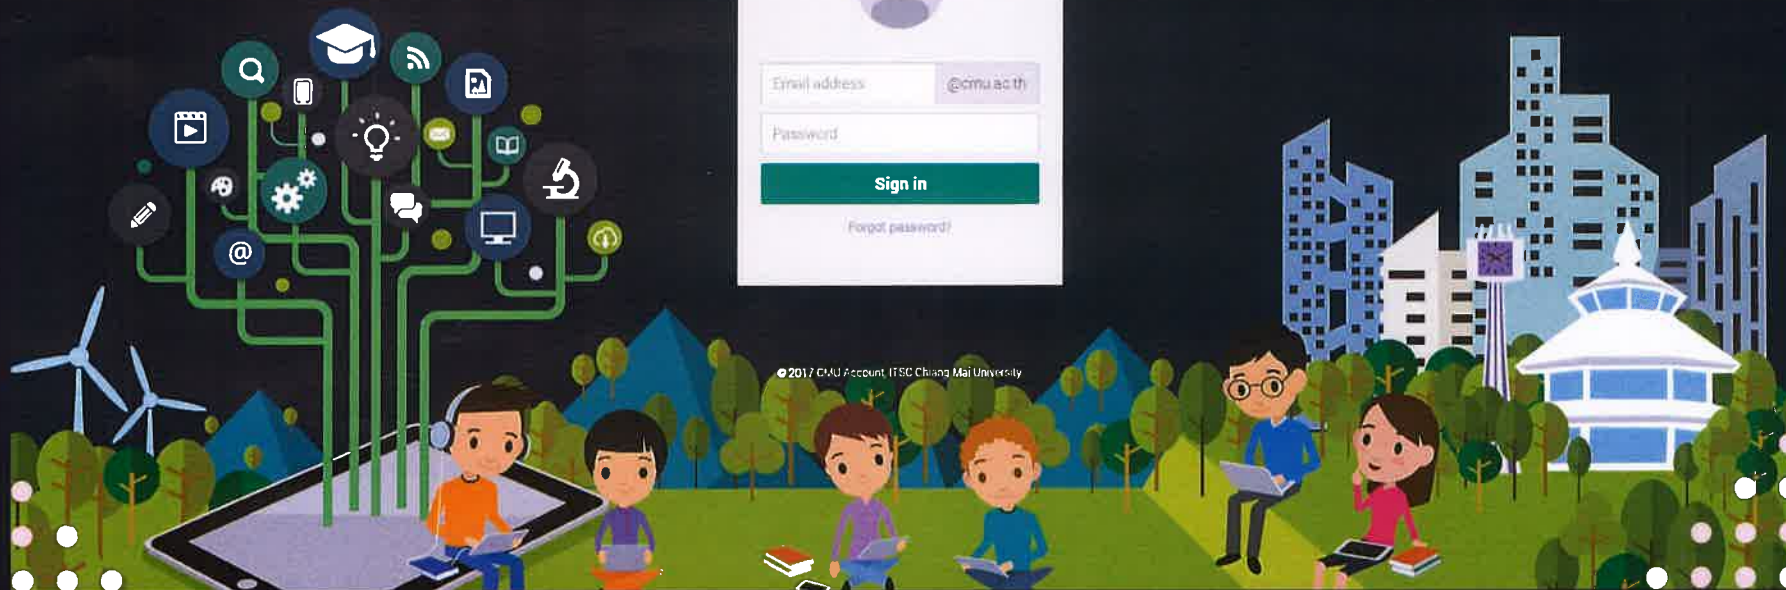 Email address @cmu.ac.th
Password
Sign in
Forgot password?
@
© 2017 CMU Account, ITSC Chiang Mai University